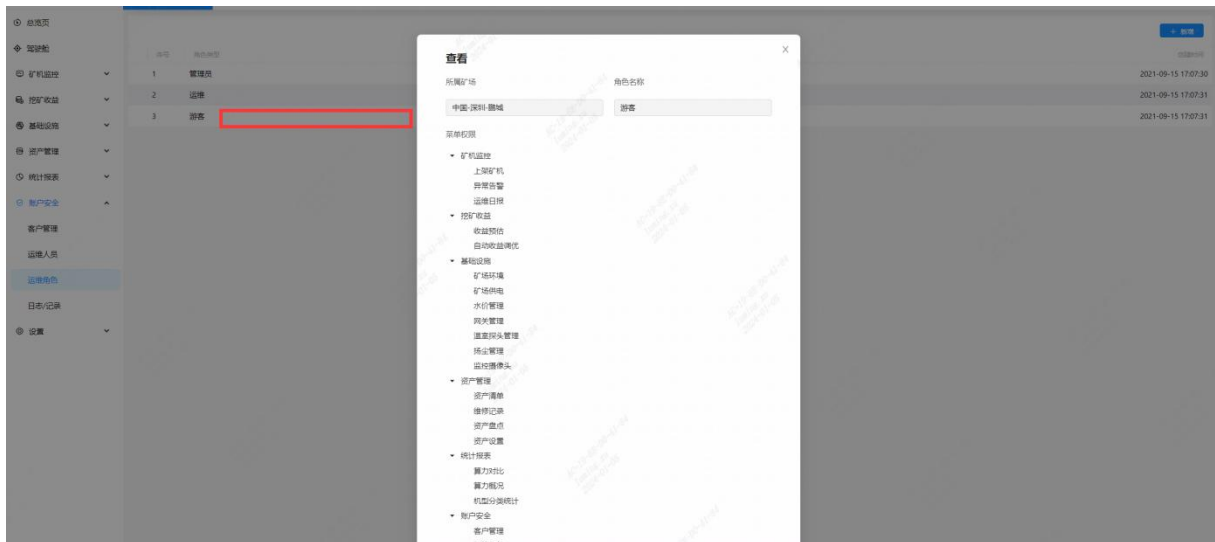 总览页
驾驶舱
矿机监控
挖矿收益
基础设施
资产管理
统计报表
账户安全
客户管理
运维人员
运维角色
日志/记录
设置
+ 新增
序号 角色类型 创建时间
1 管理员 2021-09-15 17:07:30
2 运维 2021-09-15 17:07:31
3 游客 2021-09-15 17:07:31
查看
所属矿场 角色名称
中国-深圳-鹏城 游客
菜单权限
矿机监控
上架矿机
异常告警
运维日报
挖矿收益
收益预估
自动收益调优
基础设施
矿场环境
矿场供电
水价管理
网关管理
温室探头管理
扬尘管理
监控摄像头
资产管理
资产清单
维修记录
资产盘点
资产设置
统计报表
算力对比
算力概况
机型分类统计
账户安全
客户管理